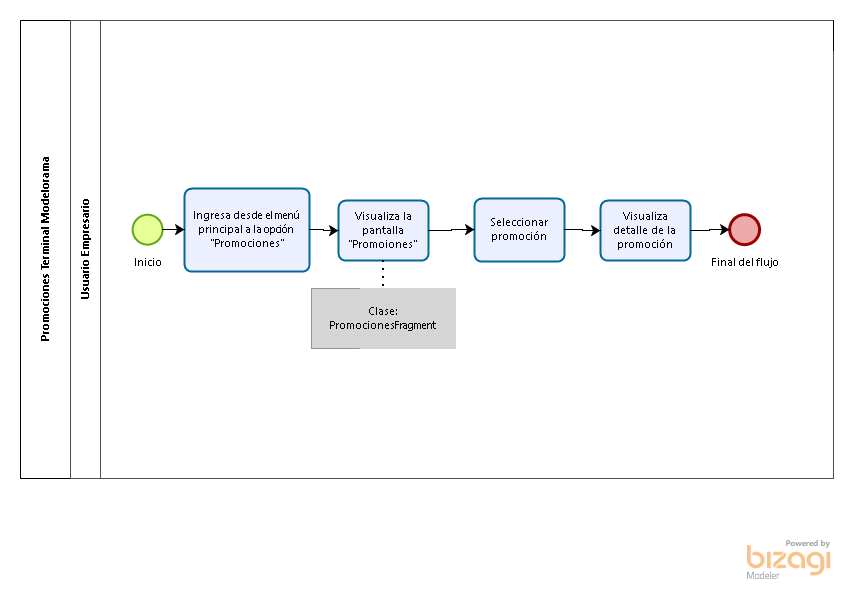 Promociones Terminal Modelorama
Usuario Empresario
Inicio
Ingresa desde el menú
principal a la opción
"Promociones"
Visualiza la
pantalla
"Promoiones"
Clase:
PromocionesFragment
Seleccionar
promoción
Visualiza
detalle de la
promoción
Final del flujo
Powered by
bizagi
Modeler